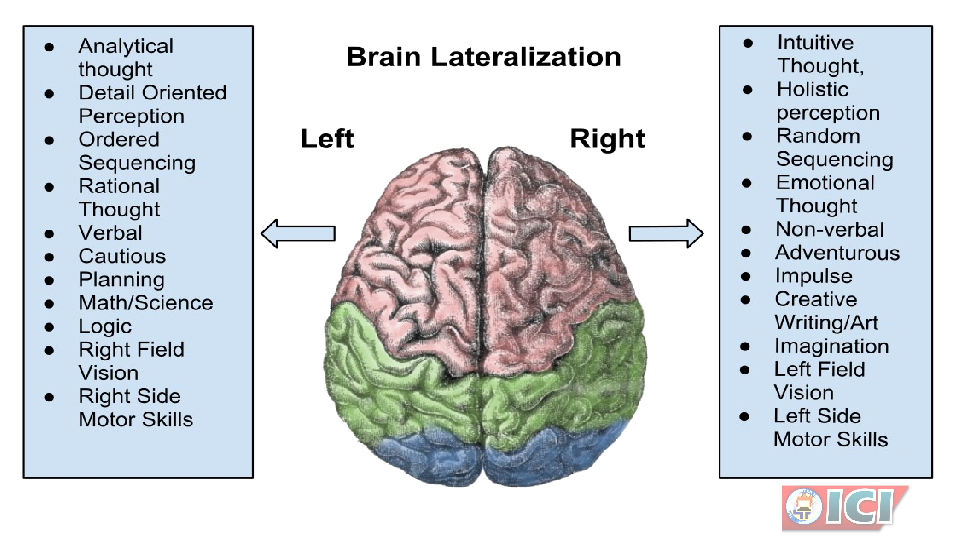 Brain Lateralization
Left
Right
● Analytical
thought
● Detail Oriented
Perception
● Ordered
Sequencing
● Rational
Thought
● Verbal
● Cautious
● Planning
● Math/Science
● Logic
● Right Field
Vision
● Right Side
Motor Skills
● Intuitive
Thought,
● Holistic
perception
● Random
Sequencing
● Emotional
Thought
● Non-verbal
● Adventurous
● Impulse
● Creative
Writing/Art
● Imagination
● Left Field
Vision
● Left Side
Motor Skills
ICI